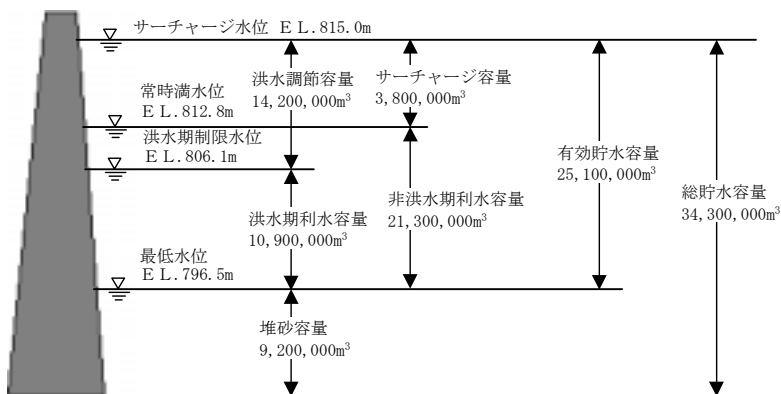 サーチャージ水位 ＥＬ.815.0m
洪水調節容量
14,200,000m³
サーチャージ容量
3,800,000m³
常時満水位
ＥＬ.812.8m
洪水期制限水位
ＥＬ.806.1m
有効貯水容量
25,100,000m³
総貯水容量
34,300,000m³
洪水期利水容量
10,900,000m³
非洪水期利水容量
21,300,000m³
最低水位
ＥＬ.796.5m
堆砂容量
9,200,000m³